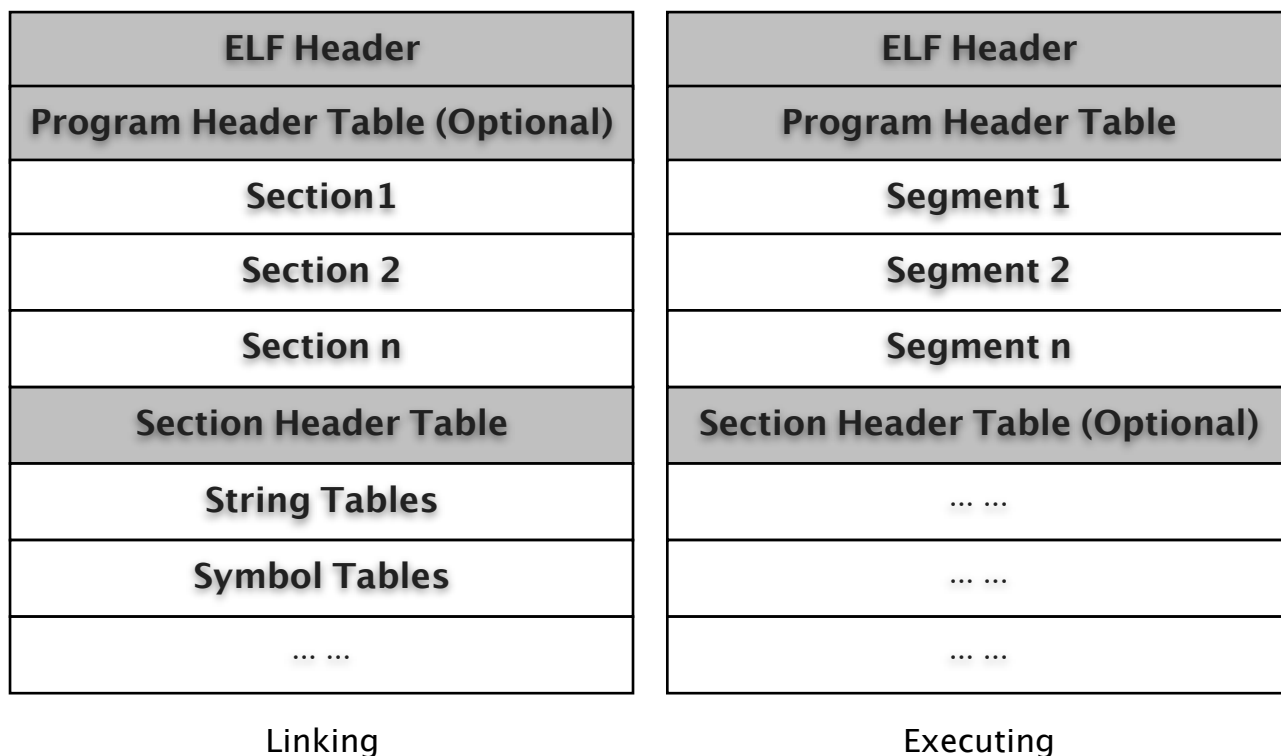 ELF Header
Program Header Table (Optional)
Section1
Section 2
Section n
Section Header Table
String Tables
Symbol Tables
... ...
Linking
ELF Header
Program Header Table
Segment 1
Segment 2
Segment n
Section Header Table (Optional)
... ...
... ...
... ...
Executing